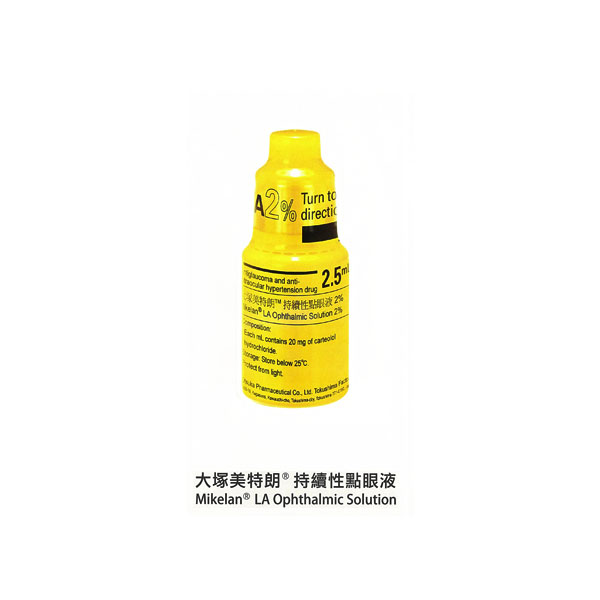 A2%
Turn to
directio
antiglaucoma and anti-
intraocular hypertension drug
2.5ml
大塚美特朗™ 持續性點眼液 2%
Mikelan® LA Ophthalmic Solution 2%
Composition:
Each mL contains 20 mg of carteolol
hydrochloride.
Storage: Store below 25°C.
Protect from light.
Otsuka Pharmaceutical Co., Ltd. Tokushima Factory
大塚美特朗® 持續性點眼液
Mikelan® LA Ophthalmic Solution